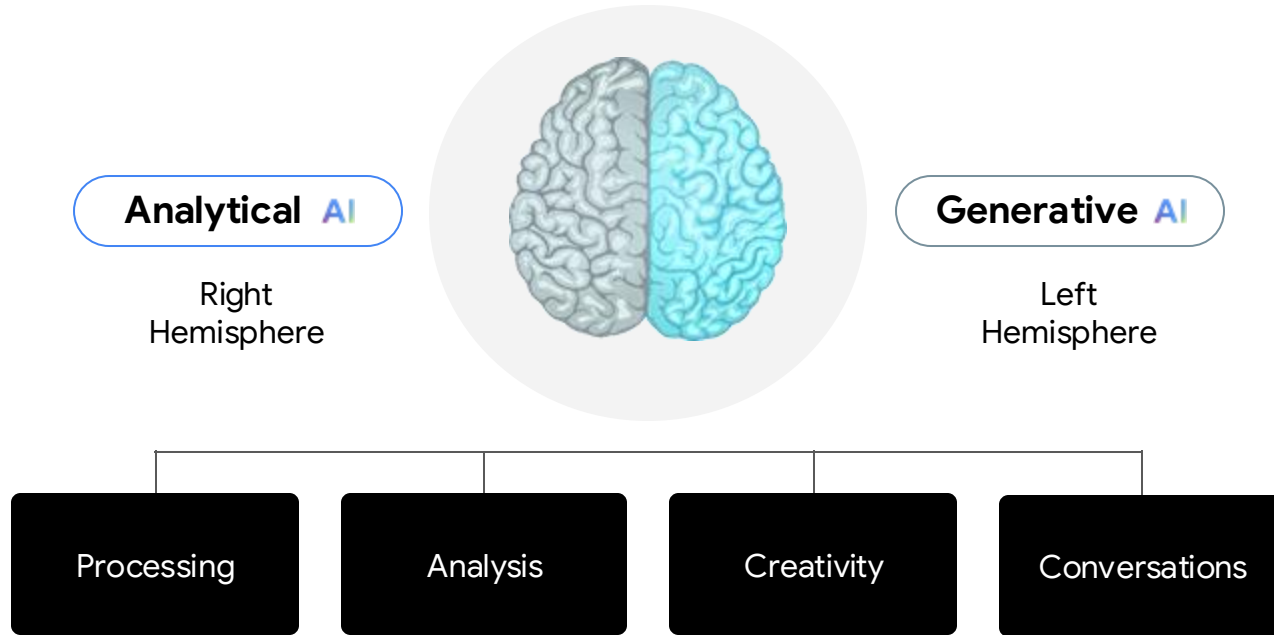 Analytical AI
Generative AI
Right
Hemisphere
Left
Hemisphere
Processing
Analysis
Creativity
Conversations